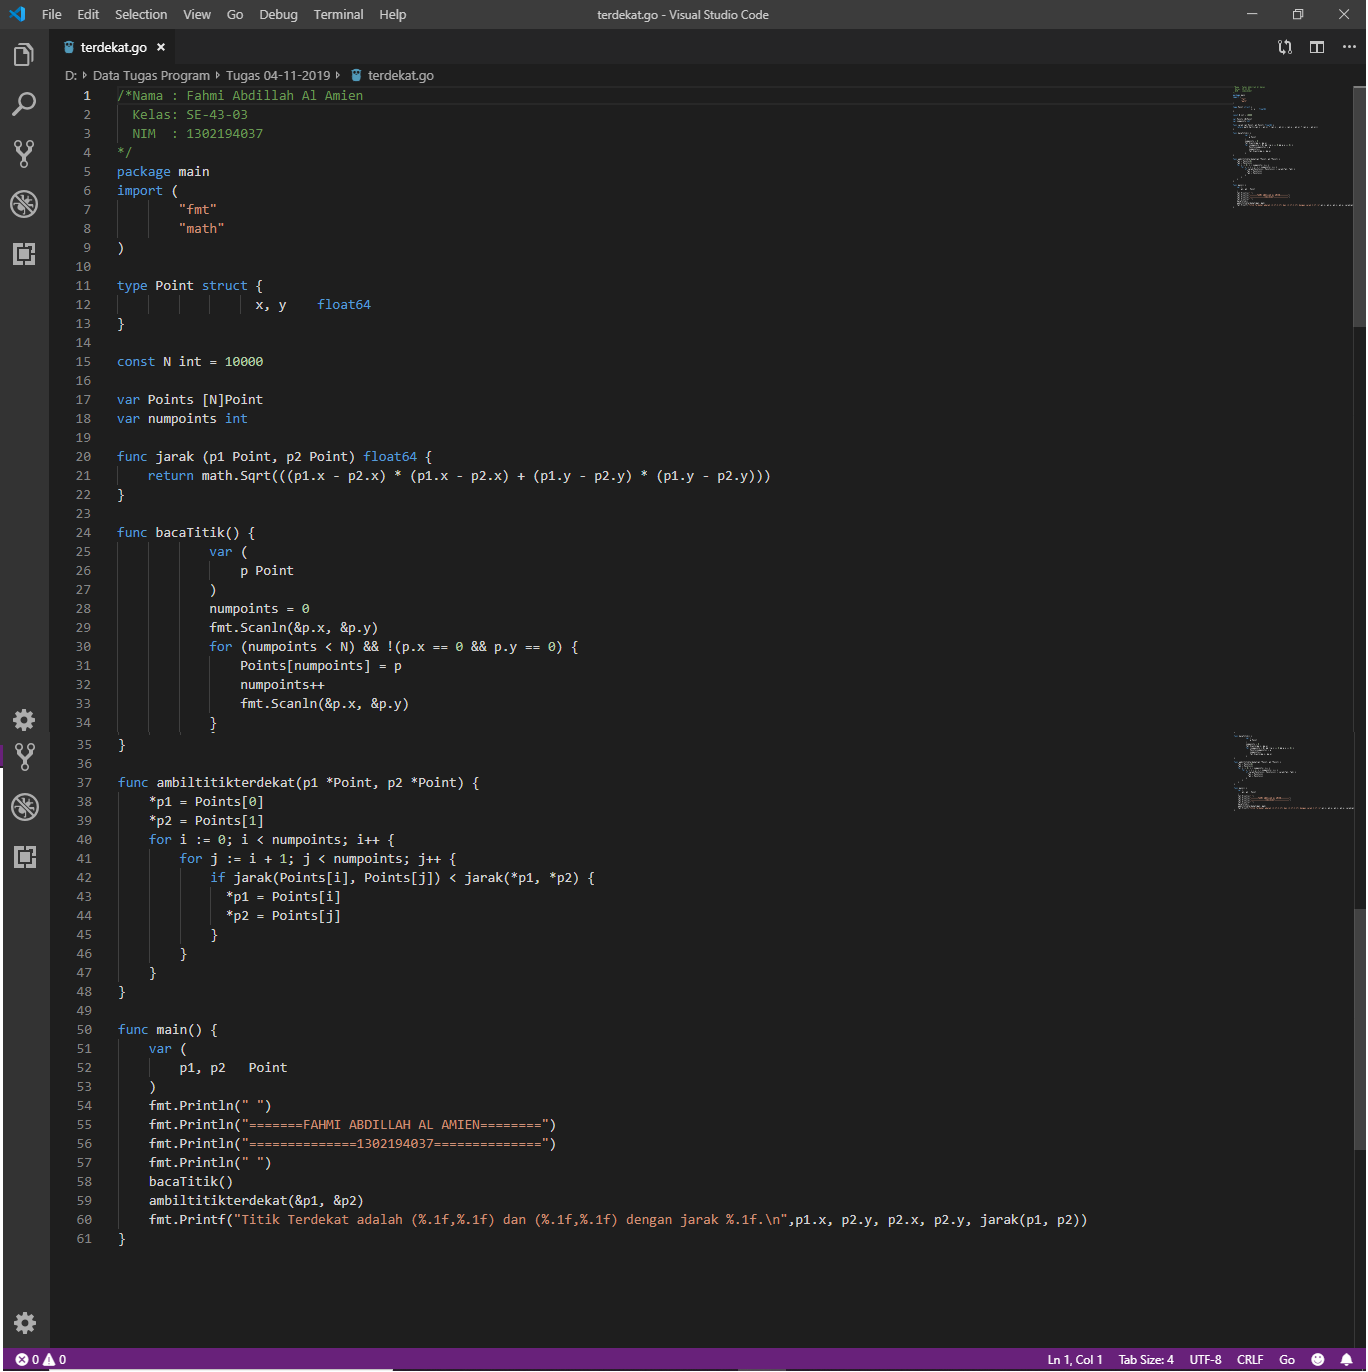 File Edit Selection View Go Debug Terminal Help terdekat.go - Visual Studio Code
terdekat.go ×
D: › Data Tugas Program › Tugas 04-11-2019 › terdekat.go
1 /*Nama : Fahmi Abdillah Al Amien
2   Kelas: SE-43-03
3   NIM  : 1302194037
4 */
5 package main
6 import (
7         "fmt"
8         "math"
9 )
10
11 type Point struct {
12                   x, y    float64
13 }
14
15 const N int = 10000
16
17 var Points [N]Point
18 var numpoints int
19
20 func jarak (p1 Point, p2 Point) float64 {
21     return math.Sqrt(((p1.x - p2.x) * (p1.x - p2.x) + (p1.y - p2.y) * (p1.y - p2.y)))
22 }
23
24 func bacaTitik() {
25             var (
26                 p Point
27             )
28             numpoints = 0
29             fmt.Scanln(&p.x, &p.y)
30             for (numpoints < N) && !(p.x == 0 && p.y == 0) {
31                 Points[numpoints] = p
32                 numpoints++
33                 fmt.Scanln(&p.x, &p.y)
34             }
35 }
36
37 func ambiltitikterdekat(p1 *Point, p2 *Point) {
38     *p1 = Points[0]
39     *p2 = Points[1]
40     for i := 0; i < numpoints; i++ {
41         for j := i + 1; j < numpoints; j++ {
42             if jarak(Points[i], Points[j]) < jarak(*p1, *p2) {
43               *p1 = Points[i]
44               *p2 = Points[j]
45             }
46         }
47     }
48 }
49
50 func main() {
51     var (
52         p1, p2   Point
53     )
54     fmt.Println(" ")
55     fmt.Println("=======FAHMI ABDILLAH AL AMIEN========")
56     fmt.Println("==============1302194037==============")
57     fmt.Println(" ")
58     bacaTitik()
59     ambiltitikterdekat(&p1, &p2)
60     fmt.Printf("Titik Terdekat adalah (%.1f,%.1f) dan (%.1f,%.1f) dengan jarak %.1f.\n",p1.x, p2.y, p2.x, p2.y, jarak(p1, p2))
61 }
0 0 Ln 1, Col 1 Tab Size: 4 UTF-8 CRLF Go